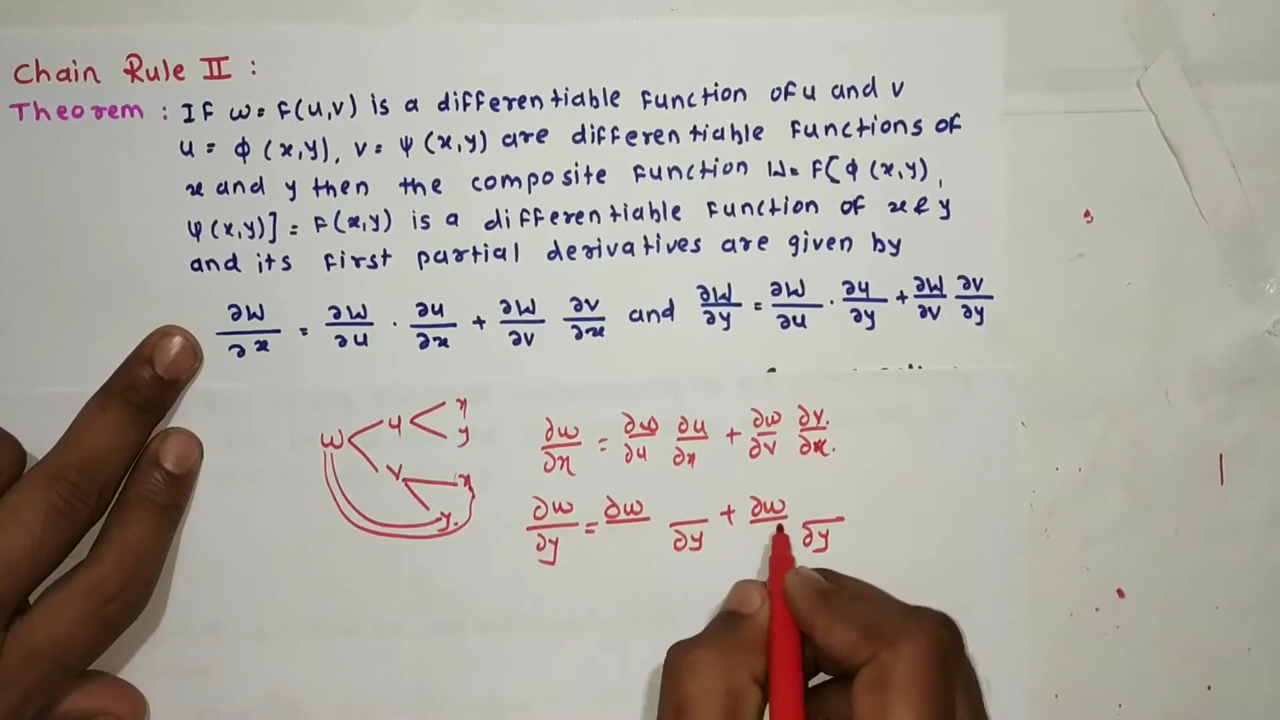 Chain Rule II :
Theorem : If w = F(u,v) is a differentiable function of u and v
u = ϕ(x,y), v = ψ(x,y) are differentiable functions of
x and y then the composite function W = F[ϕ(x,y),
ψ(x,y)] = F(x,y) is a differentiable function of x & y
and its first partial derivatives are given by
∂W/∂x = ∂W/∂u · ∂u/∂x + ∂W/∂v ∂v/∂x and ∂W/∂y = ∂W/∂u · ∂u/∂y + ∂W/∂v ∂v/∂y
w u x y v x y.
∂w/∂x = ∂w/∂u ∂u/∂x + ∂w/∂v ∂v/∂x.
∂w/∂y = ∂w/ /∂y + ∂w/ /∂y